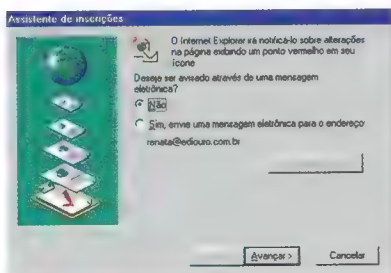 Assistente de inscrições
O Internet Explorer irá notificá-lo sobre alterações
na página exibindo um ponto vermelho em seu
ícone
Deseja ser avisado através de uma mensagem
eletrônica?
Não
Sim, envie uma mensagem eletrônica para o endereço:
renata@ediouro.com.br
Avançar >
Cancelar